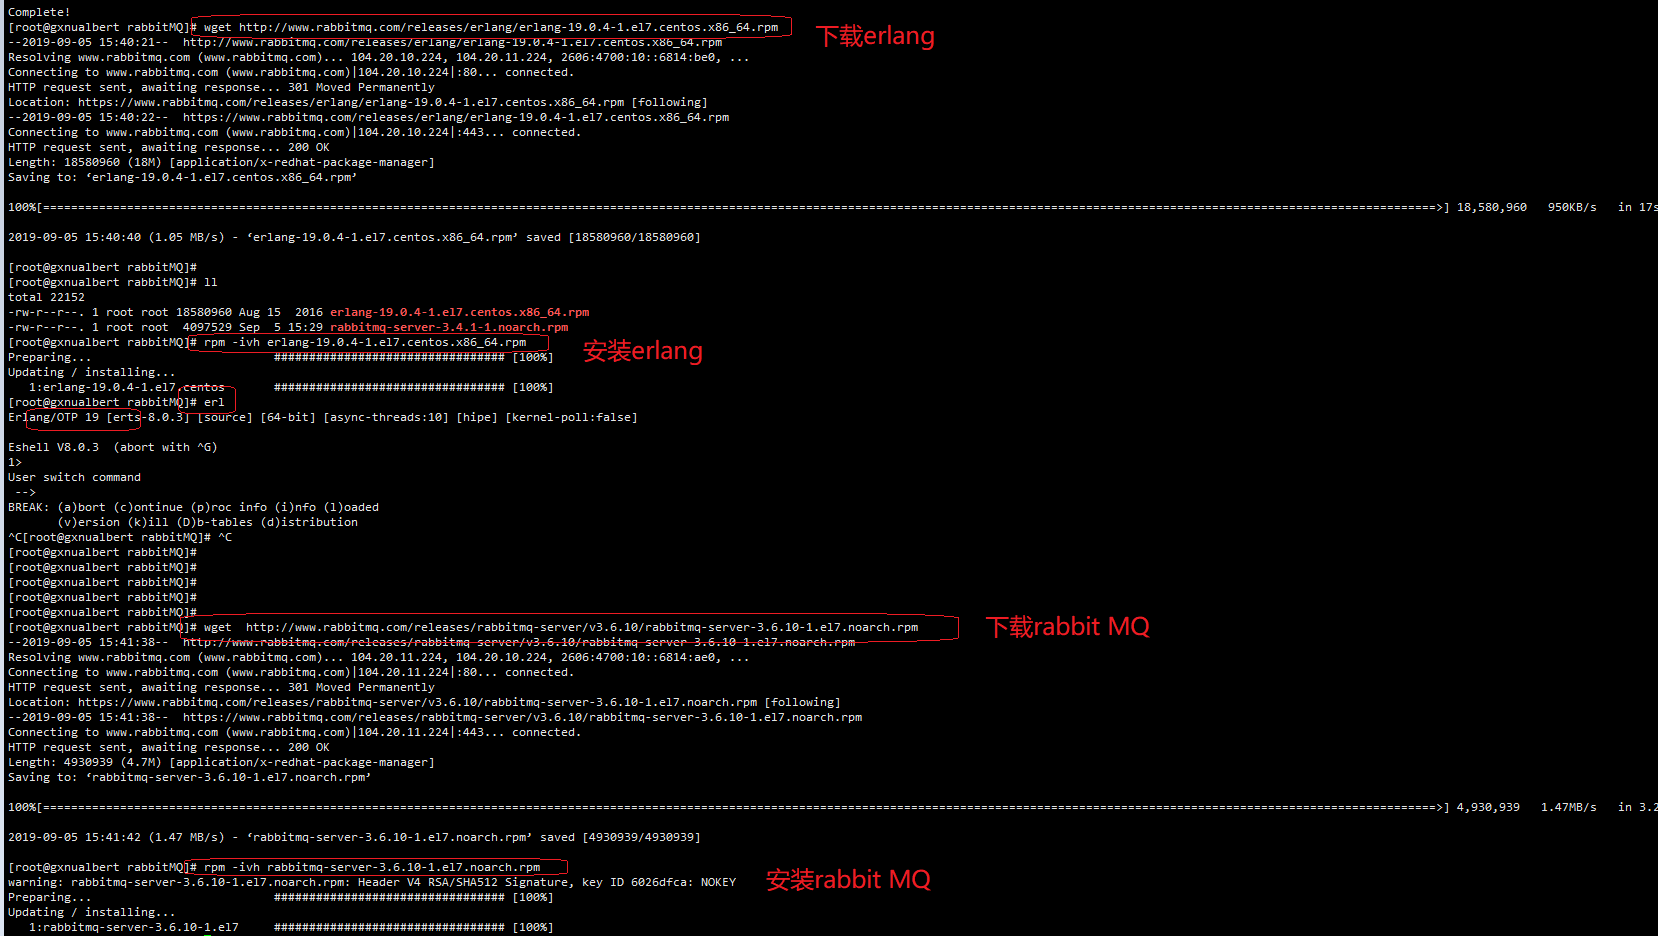 Complete!
[root@gxnualbert rabbitMQ]# wget http://www.rabbitmq.com/releases/erlang/erlang-19.0.4-1.el7.centos.x86_64.rpm
下载erlang
--2019-09-05 15:40:21--  http://www.rabbitmq.com/releases/erlang/erlang-19.0.4-1.el7.centos.x86_64.rpm
Resolving www.rabbitmq.com (www.rabbitmq.com)... 104.20.10.224, 104.20.11.224, 2606:4700:10::6814:be0, ...
Connecting to www.rabbitmq.com (www.rabbitmq.com)|104.20.10.224|:80... connected.
HTTP request sent, awaiting response... 301 Moved Permanently
Location: https://www.rabbitmq.com/releases/erlang/erlang-19.0.4-1.el7.centos.x86_64.rpm [following]
--2019-09-05 15:40:22--  https://www.rabbitmq.com/releases/erlang/erlang-19.0.4-1.el7.centos.x86_64.rpm
Connecting to www.rabbitmq.com (www.rabbitmq.com)|104.20.10.224|:443... connected.
HTTP request sent, awaiting response... 200 OK
Length: 18580960 (18M) [application/x-redhat-package-manager]
Saving to: ‘erlang-19.0.4-1.el7.centos.x86_64.rpm’
100%[======================================>] 18,580,960   950KB/s   in 17s
2019-09-05 15:40:40 (1.05 MB/s) - ‘erlang-19.0.4-1.el7.centos.x86_64.rpm’ saved [18580960/18580960]
[root@gxnualbert rabbitMQ]#
[root@gxnualbert rabbitMQ]# ll
total 22152
-rw-r--r--. 1 root root 18580960 Aug 15  2016 erlang-19.0.4-1.el7.centos.x86_64.rpm
-rw-r--r--. 1 root root  4097529 Sep  5 15:29 rabbitmq-server-3.4.1-1.noarch.rpm
[root@gxnualbert rabbitMQ]# rpm -ivh erlang-19.0.4-1.el7.centos.x86_64.rpm
安装erlang
Preparing...                          ################################# [100%]
Updating / installing...
   1:erlang-19.0.4-1.el7.centos       ################################# [100%]
[root@gxnualbert rabbitMQ]# erl
Erlang/OTP 19 [erts-8.0.3] [source] [64-bit] [async-threads:10] [hipe] [kernel-poll:false]
Eshell V8.0.3  (abort with ^G)
1>
User switch command
 -->
BREAK: (a)bort (c)ontinue (p)roc info (i)nfo (l)oaded
       (v)ersion (k)ill (D)b-tables (d)istribution
^C[root@gxnualbert rabbitMQ]# ^C
[root@gxnualbert rabbitMQ]#
[root@gxnualbert rabbitMQ]#
[root@gxnualbert rabbitMQ]#
[root@gxnualbert rabbitMQ]#
[root@gxnualbert rabbitMQ]#
[root@gxnualbert rabbitMQ]# wget  http://www.rabbitmq.com/releases/rabbitmq-server/v3.6.10/rabbitmq-server-3.6.10-1.el7.noarch.rpm
下载rabbit MQ
--2019-09-05 15:41:38--  http://www.rabbitmq.com/releases/rabbitmq-server/v3.6.10/rabbitmq-server-3.6.10-1.el7.noarch.rpm
Resolving www.rabbitmq.com (www.rabbitmq.com)... 104.20.11.224, 104.20.10.224, 2606:4700:10::6814:ae0, ...
Connecting to www.rabbitmq.com (www.rabbitmq.com)|104.20.11.224|:80... connected.
HTTP request sent, awaiting response... 301 Moved Permanently
Location: https://www.rabbitmq.com/releases/rabbitmq-server/v3.6.10/rabbitmq-server-3.6.10-1.el7.noarch.rpm [following]
--2019-09-05 15:41:38--  https://www.rabbitmq.com/releases/rabbitmq-server/v3.6.10/rabbitmq-server-3.6.10-1.el7.noarch.rpm
Connecting to www.rabbitmq.com (www.rabbitmq.com)|104.20.11.224|:443... connected.
HTTP request sent, awaiting response... 200 OK
Length: 4930939 (4.7M) [application/x-redhat-package-manager]
Saving to: ‘rabbitmq-server-3.6.10-1.el7.noarch.rpm’
100%[======================================>] 4,930,939   1.47MB/s   in 3.2
2019-09-05 15:41:42 (1.47 MB/s) - ‘rabbitmq-server-3.6.10-1.el7.noarch.rpm’ saved [4930939/4930939]
[root@gxnualbert rabbitMQ]# rpm -ivh rabbitmq-server-3.6.10-1.el7.noarch.rpm
warning: rabbitmq-server-3.6.10-1.el7.noarch.rpm: Header V4 RSA/SHA512 Signature, key ID 6026dfca: NOKEY
安装rabbit MQ
Preparing...                          ################################# [100%]
Updating / installing...
   1:rabbitmq-server-3.6.10-1.el7     ################################# [100%]